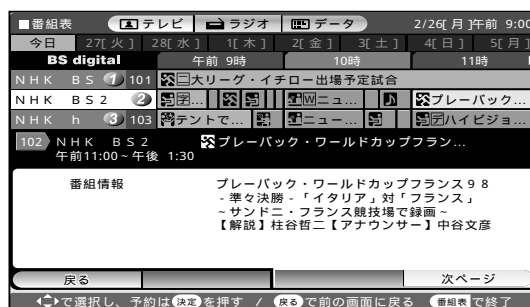 ■番組表 テレビ ラジオ データ 2/26[月]午前 9:00
今日 27[火] 28[水] 1[木] 2[金] 3[土] 4[日] 5[月]
BS digital 午前 9時 10時 11時
NHK BS 1 101 二大リーグ・イチロー出場予定試合
NHK BS2 2 字... Wニュ... プレーバック...
NHK h 3 103 テントで... ニュー... デハイビジョ...
102 NHK BS2 プレーバック・ワールドカップフラン...
午前11:00~午後 1:30
番組情報 プレーバック・ワールドカップフランス98
-準々決勝-「イタリア」対「フランス」
~サンドニ・フランス競技場で録画~
【解説】柱谷哲二【アナウンサー】中谷文彦
戻る 次ページ
で選択し、予約は 決定 を押す / 戻る で前の画面に戻る 番組表 で終了